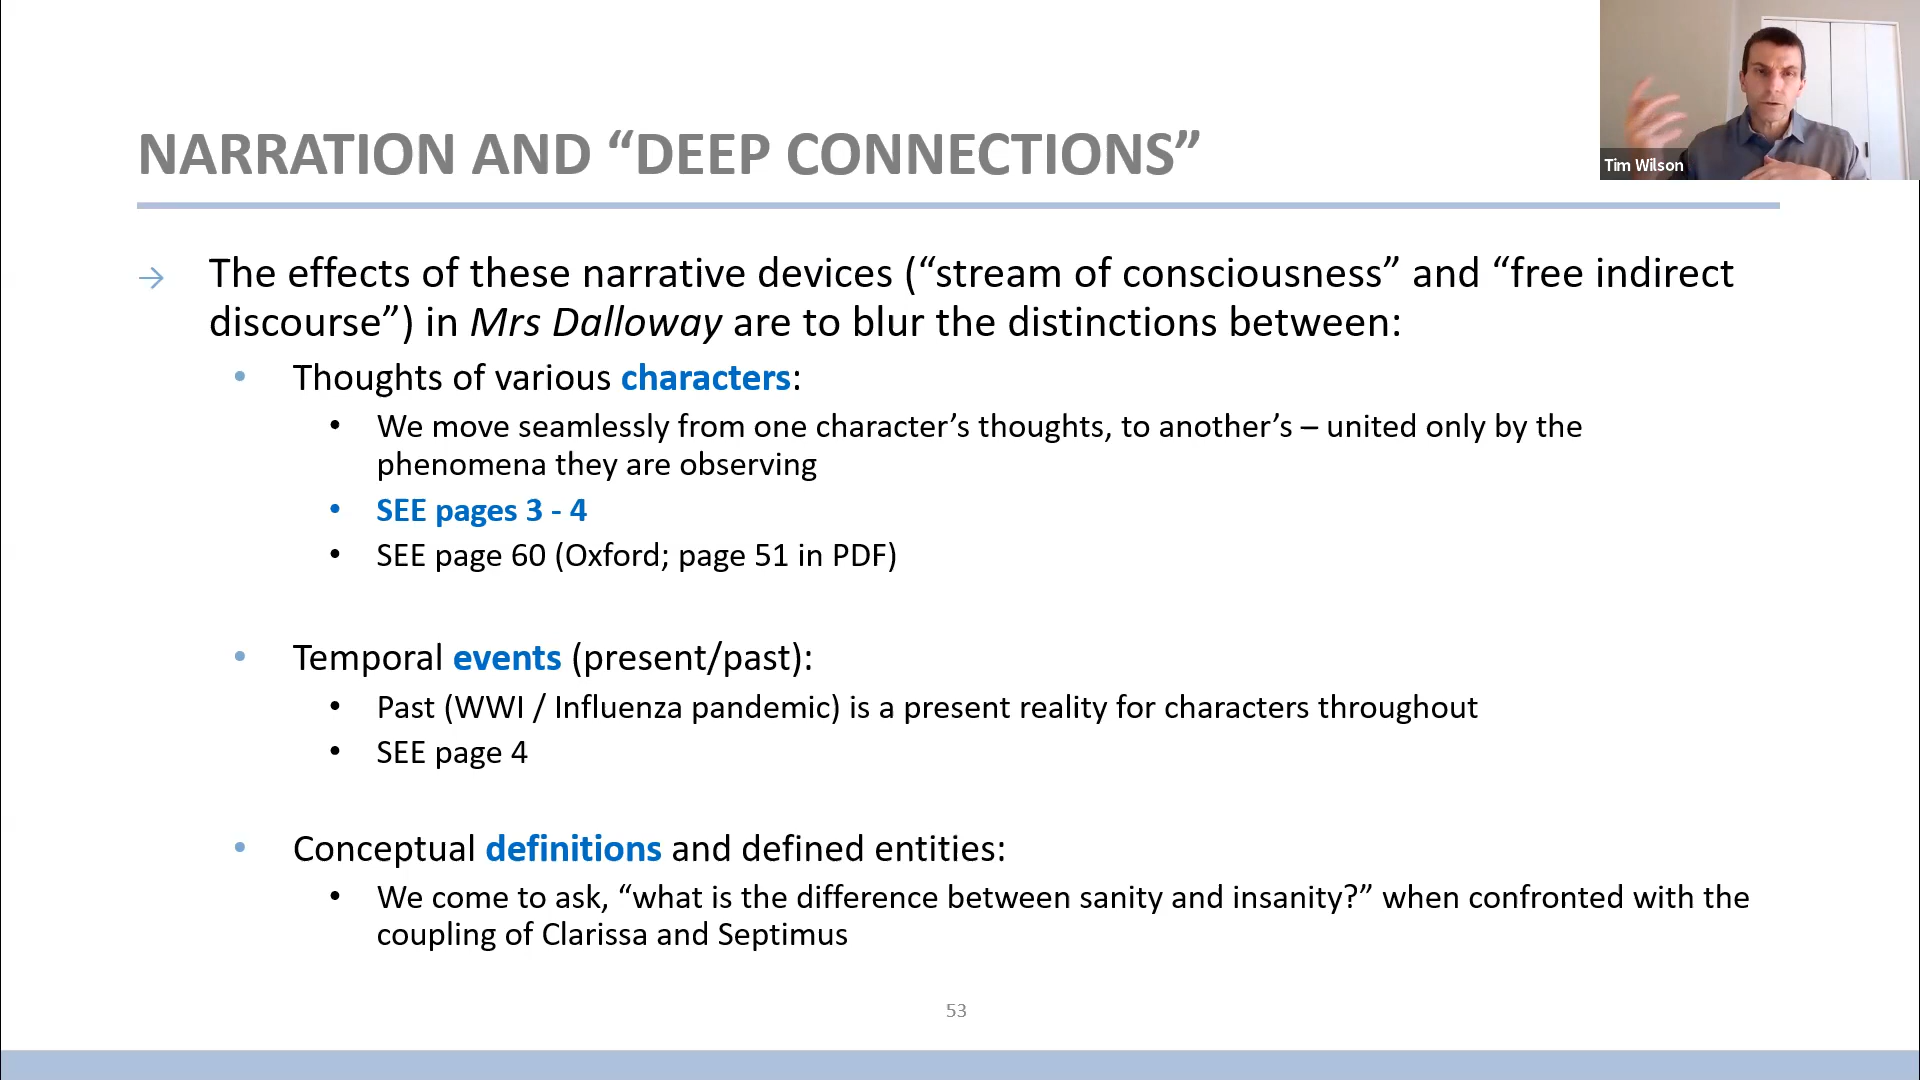 NARRATION AND “DEEP CONNECTIONS”
Tim Wilson
→ The effects of these narrative devices (“stream of consciousness” and “free indirect
discourse”) in Mrs Dalloway are to blur the distinctions between:
• Thoughts of various characters:
• We move seamlessly from one character’s thoughts, to another’s – united only by the
phenomena they are observing
• SEE pages 3 - 4
• SEE page 60 (Oxford; page 51 in PDF)
• Temporal events (present/past):
• Past (WWI / Influenza pandemic) is a present reality for characters throughout
• SEE page 4
• Conceptual definitions and defined entities:
• We come to ask, “what is the difference between sanity and insanity?” when confronted with the
coupling of Clarissa and Septimus
53